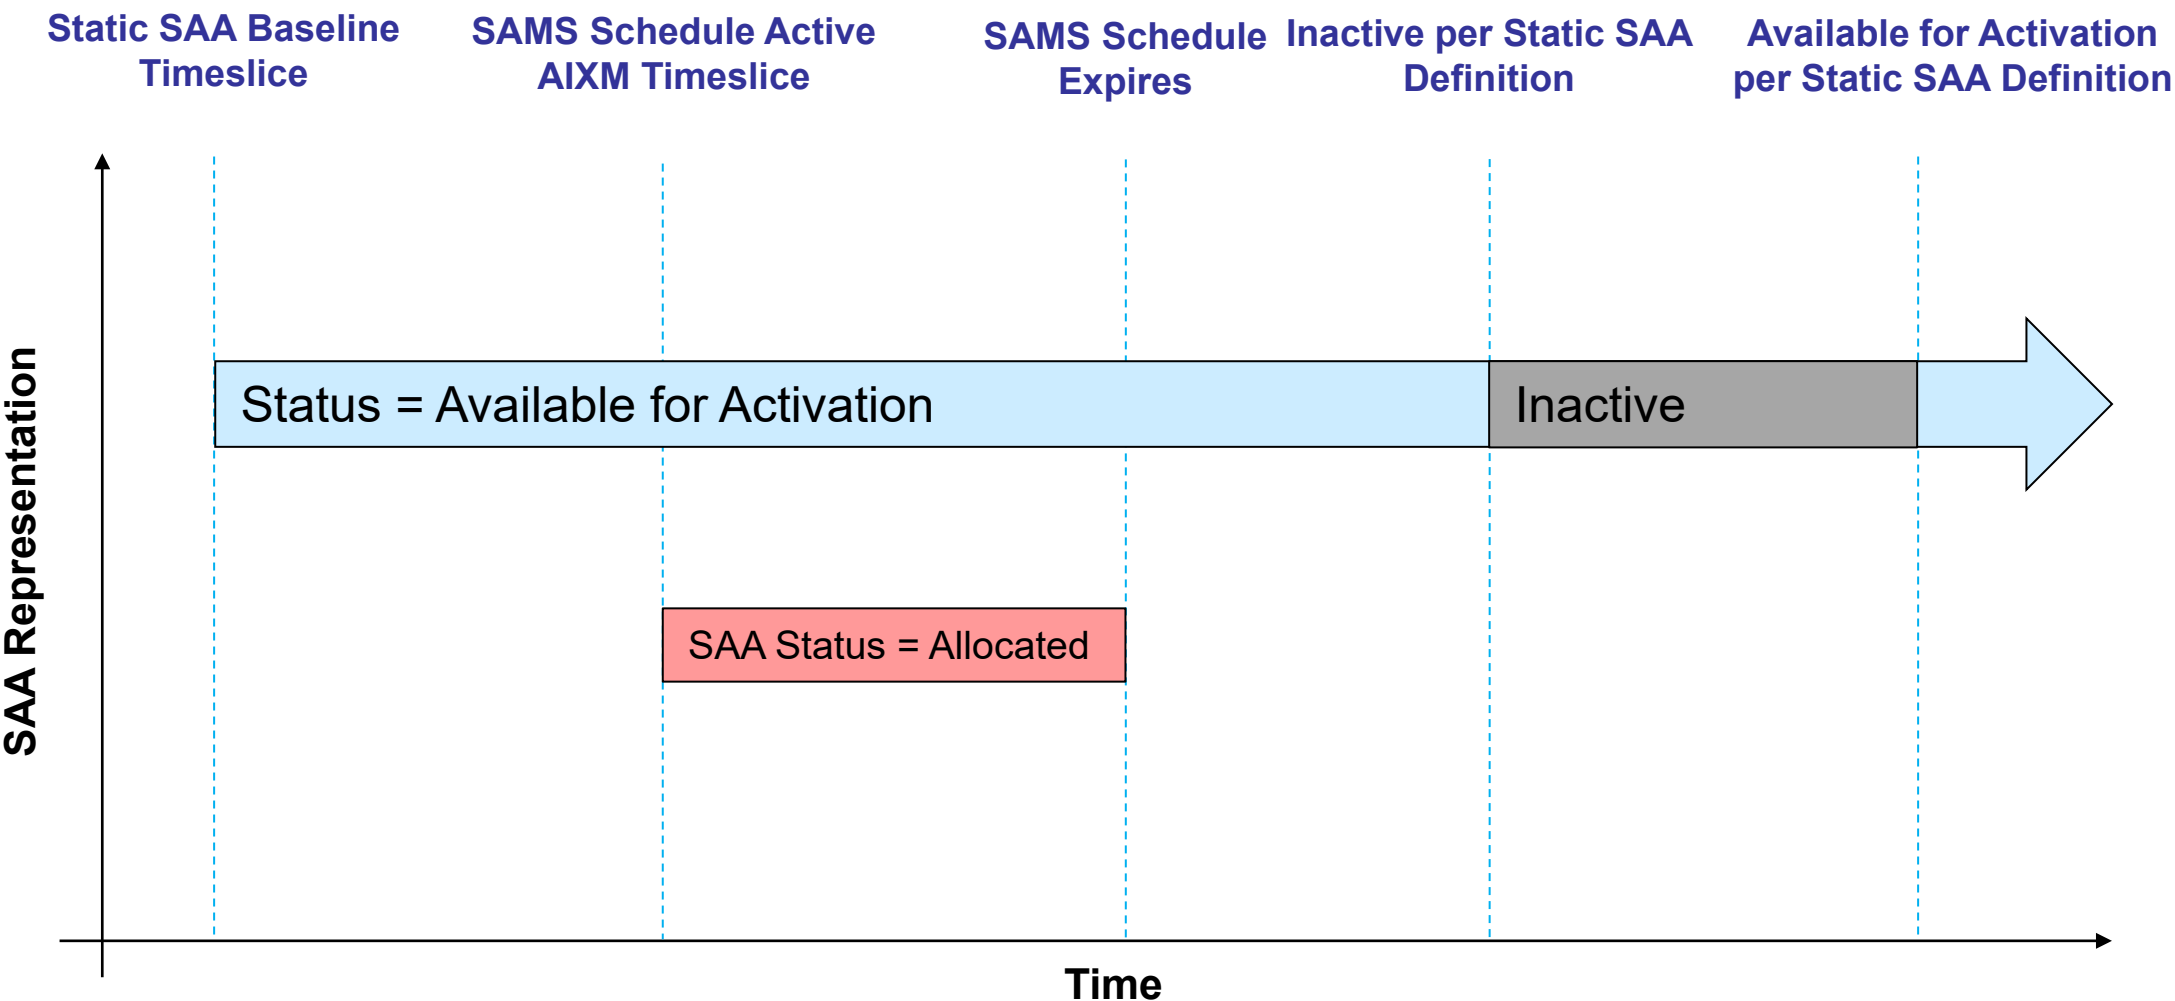 Static SAA Baseline
Timeslice
SAMS Schedule Active
AIXM Timeslice
SAMS Schedule
Expires
Inactive per Static SAA
Definition
Available for Activation
per Static SAA Definition
SAA Representation
Status = Available for Activation
Inactive
SAA Status = Allocated
Time